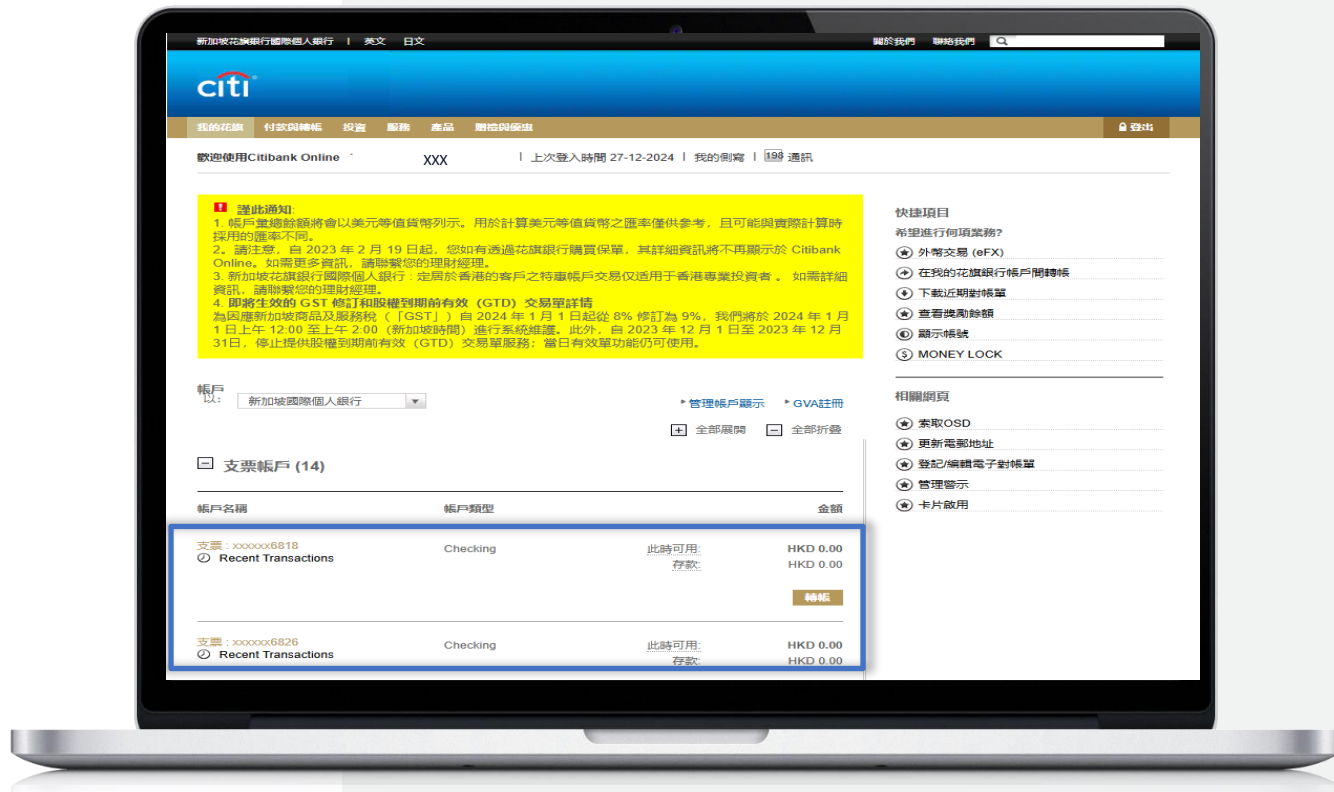 新加坡花旗銀行國際個人銀行 | 英文 日文 關於我們 聯絡我們
citi
我的花旗 付款與轉帳 投資 服務 產品 贈禮與優惠 登出
歡迎使用Citibank Online XXX | 上次登入時間 27-12-2024 | 我的側寫 | 198 通訊
謹此通知:
1. 帳戶量總餘額將會以美元等值貨幣列示。用於計算美元等值貨幣之匯率僅供參考，且可能與實際計算時
採用的匯率不同。
2。請注意，自 2023 年 2 月 19 日起，您如有透過花旗銀行購買保單，其詳細資訊將不再顯示於 Citibank
Online。如需更多資訊，請聯繫您的理財經理。
3. 新加坡花旗銀行國際個人銀行 : 定居於香港的客戶之特專帳戶交易仅适用于香港專業投資者 。 如需詳細
資訊，請聯繫您的理財經理。
4. 即將生效的 GST 修訂和股權到期前有效（GTD）交易單詳情
為因應新加坡商品及服務稅（「GST」）自 2024 年 1 月 1 日起從 8% 修訂為 9%，我們將於 2024 年 1 月
1 日上午 12:00 至上午 2:00（新加坡時間）進行系統維護。此外，自 2023 年 12 月 1 日至 2023 年 12 月
31日，停止提供股權到期前有效（GTD）交易單服務；當日有效單功能仍可使用。
帳戶
以: 新加坡國際個人銀行 管理帳戶顯示 GVA註冊
全部展開 全部折疊
支票帳戶 (14)
帳戶名稱 帳戶類型 金額
支票 : xxxxxx6818 Checking 此時可用: HKD 0.00
Recent Transactions 存款: HKD 0.00
轉帳
支票 : xxxxxx6826 Checking 此時可用: HKD 0.00
Recent Transactions 存款: HKD 0.00
快捷項目
希望進行何項業務?
外幣交易 (eFX)
在我的花旗銀行帳戶間轉帳
下載近期對帳單
查看獎勵餘額
顯示帳號
MONEY LOCK
相關網頁
索取OSD
更新電郵地址
登記/編輯電子對帳單
管理警示
卡片啟用